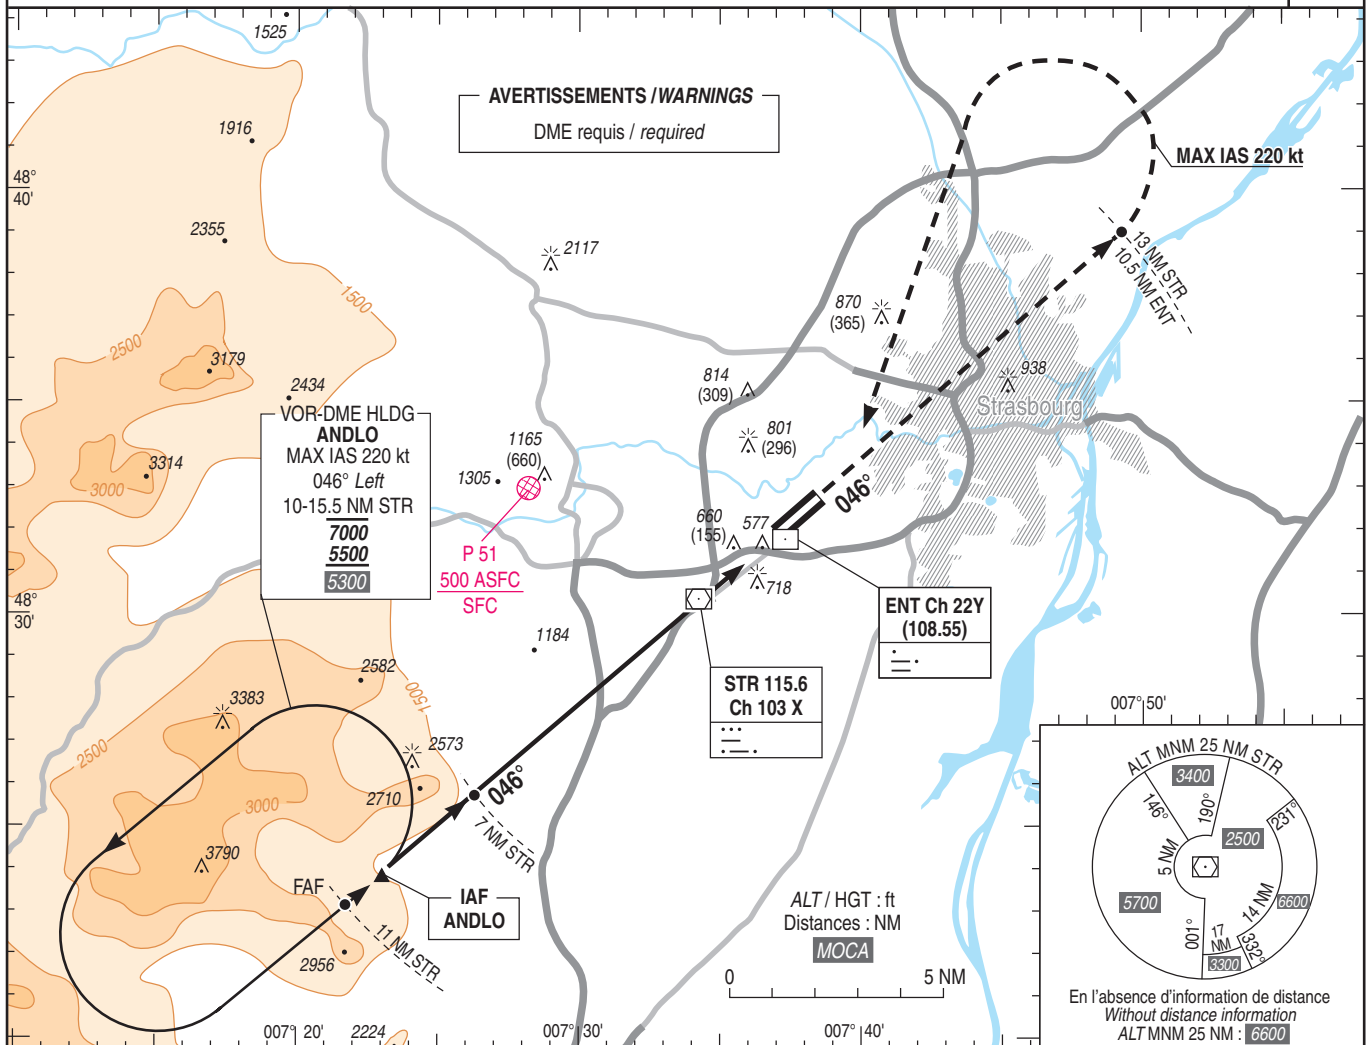 1525
AVERTISSEMENTS / WARNINGS
DME requis / required
1916
MAX IAS 220 kt
48°
40'
2355
2117
13 NM STR
10.5 NM ENT
1500
870
(365)
2500
3179
938
2434
814
(309)
Strasbourg
VOR-DME HLDG
ANDLO
MAX IAS 220 kt
046° Left
10-15.5 NM STR
7000
5500
5300
801
(296)
1165
(660)
3314
1305
3000
046°
660
(155)
577
P 51
500 ASFC
SFC
718
ENT Ch 22Y
(108.55)
48°
30'
1184
2582
STR 115.6
Ch 103 X
3383
1500
007° 50'
2500
2573
ALT MNM 25 NM STR
3400
046°
2710
3000
146°
190°
231°
2500
7 NM STR
5 NM
3790
FAF
IAF
ANDLO
ALT / HGT : ft
Distances : NM
MOCA
5700
14 NM
6600
001°
17
NM
332°
3300
11 NM STR
2956
0 5 NM
En l'absence d'information de distance
Without distance information
ALT MNM 25 NM : 6600
007° 20'
2224
007° 30'
007° 40'